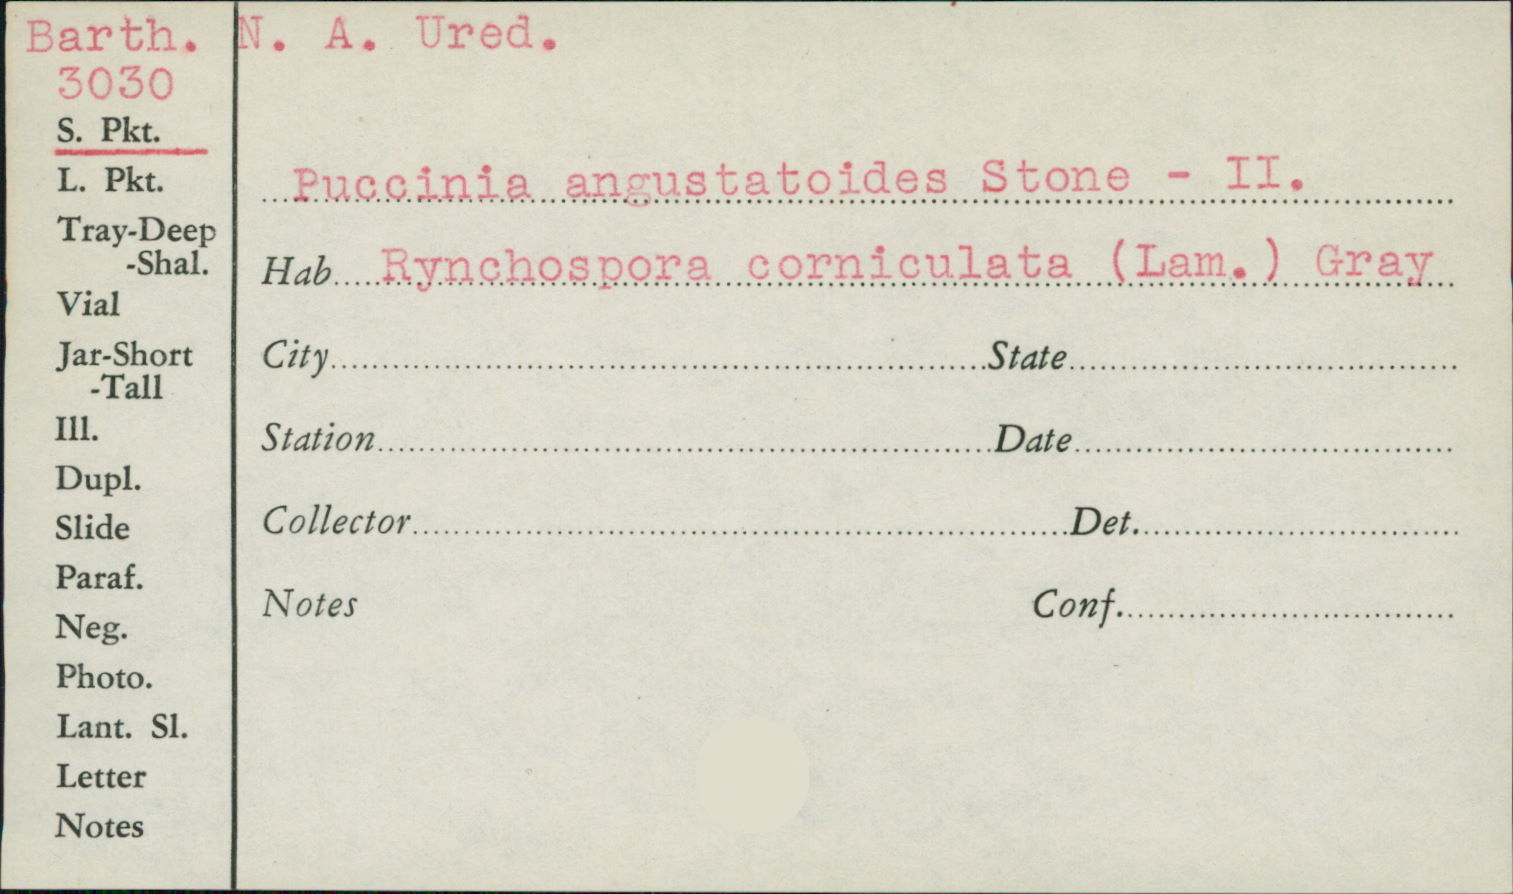 Barth. N. A. Ured.
3030
S. Pkt.
L. Pkt.
Tray-Deep
-Shal.
Vial
Jar-Short
-Tall
Ill.
Dupl.
Slide
Paraf.
Neg.
Photo.
Lant. Sl.
Letter
Notes
Puccinia angustatoides Stone - II.
Hab. Rynchospora corniculata (Lam.) Gray
City State
Station Date
Collector Det.
Notes Conf.